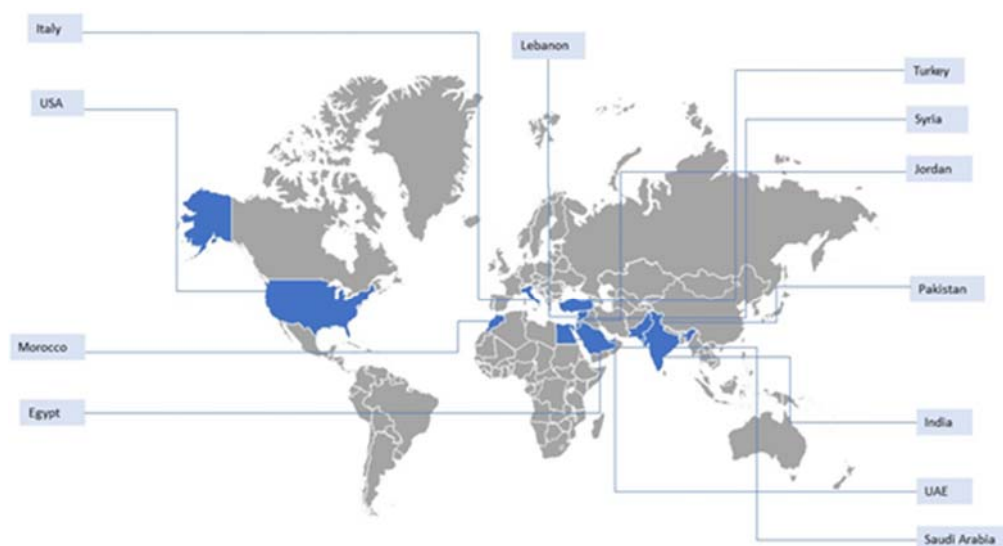 Italy
Lebanon
Turkey
USA
Syria
Jordan
Pakistan
Morocco
Egypt
India
UAE
Saudi Arabia